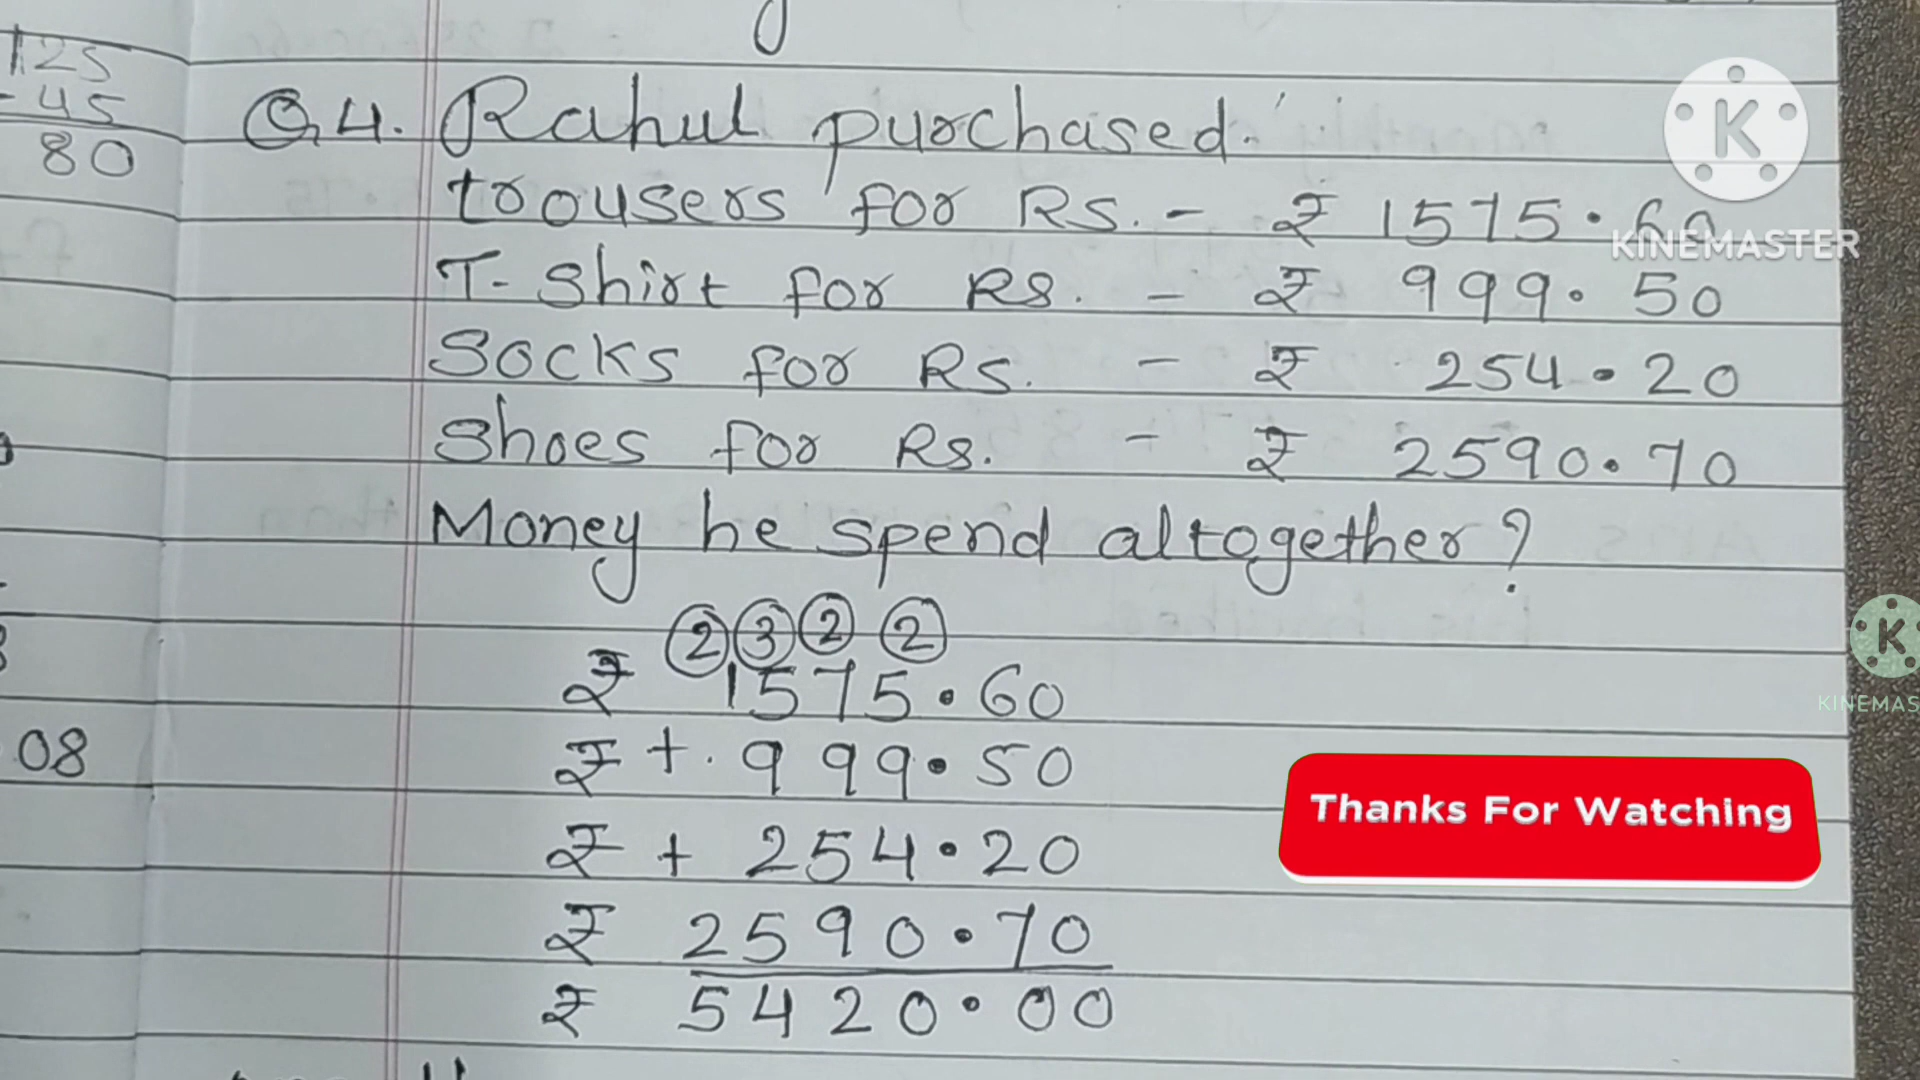 125
-45
80
Q.4. Rahul purchased.
trousers for Rs. - ₹ 1575.60
T-Shirt for Rs. - ₹ 999.50
Socks for Rs. - ₹ 254.20
Shoes for Rs. - ₹ 2590.70
Money he spend altogether?
2 3 2 2
₹ 1575.60
₹ + 999.50
₹ + 254.20
₹ 2590.70
₹ 5420.00
08
K
KINEMASTER
K
KINEMAS
Thanks For Watching